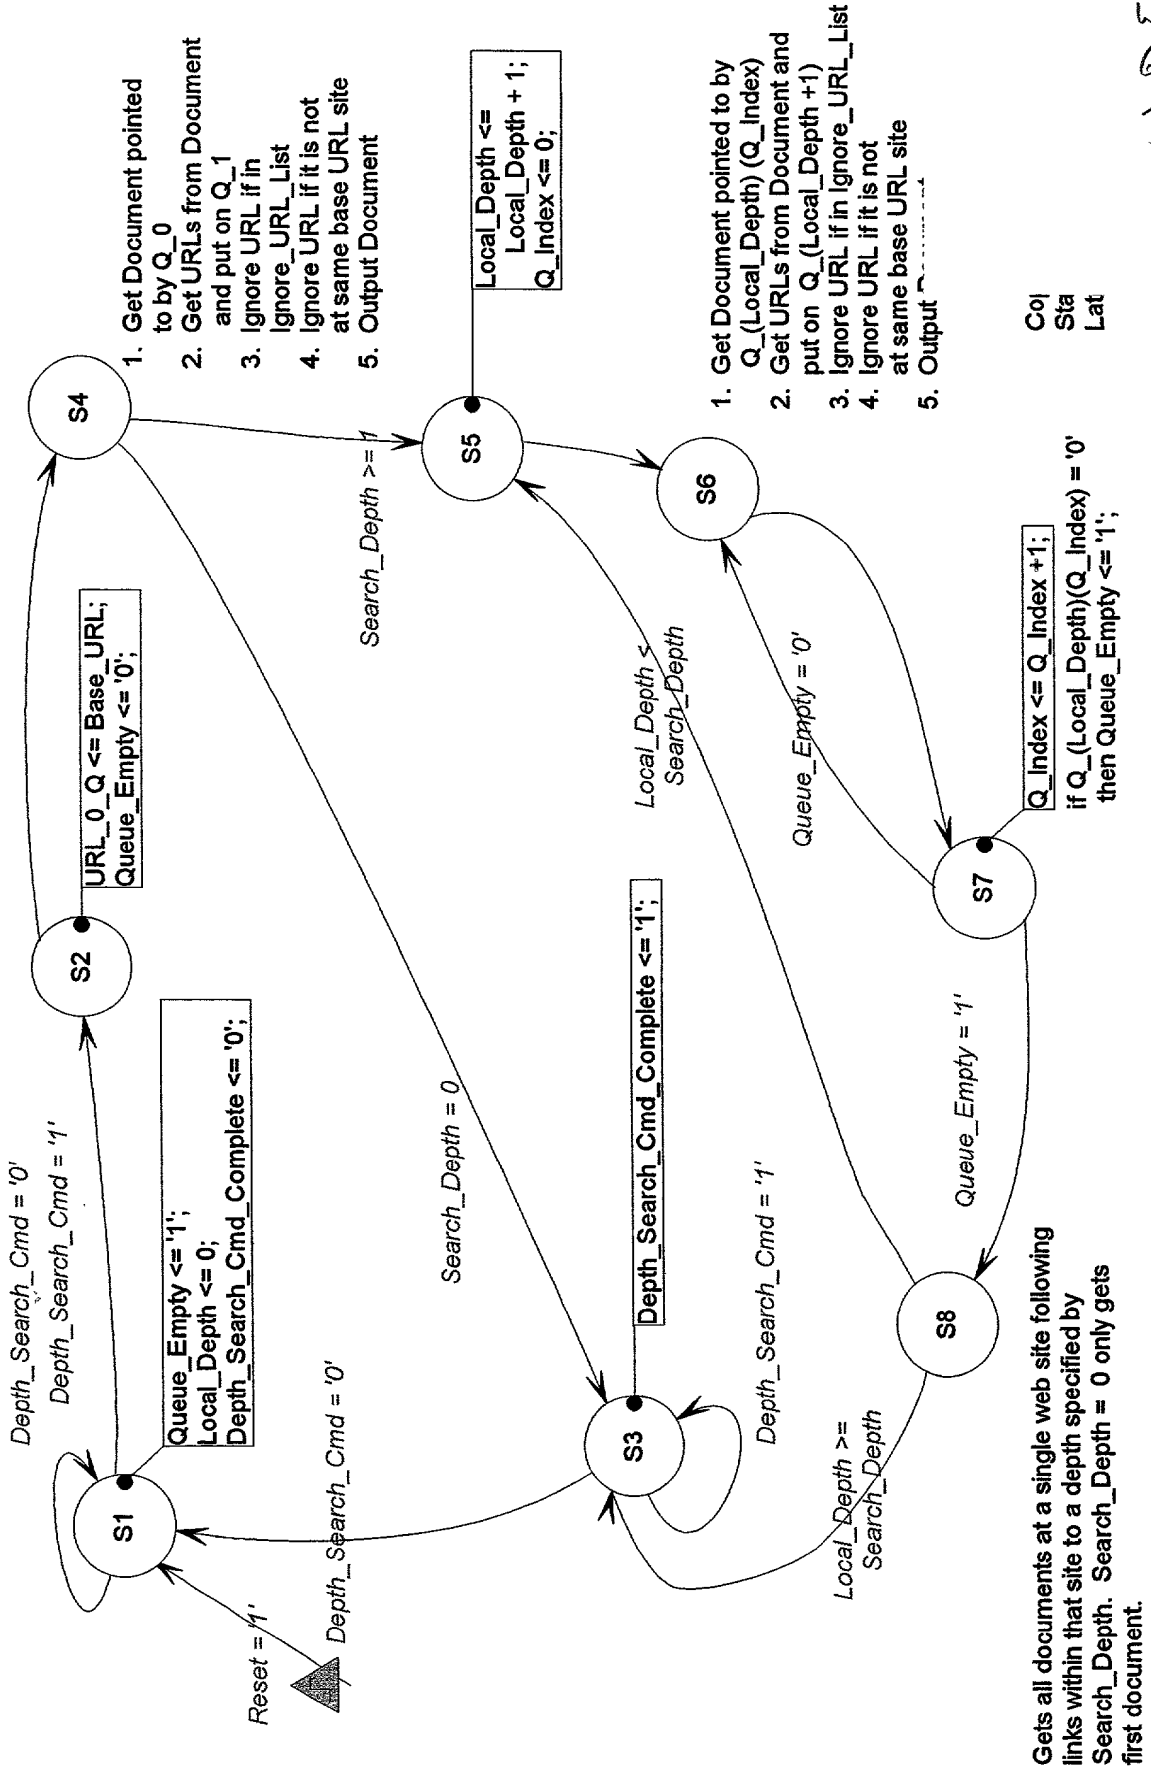 Depth_Search_Cmd = '0'
Depth_Search_Cmd = '1'
S1
Queue_Empty <= '1';
Local_Depth <= 0;
Depth_Search_Cmd_Complete <= '0';
Reset = '1'
Depth_Search_Cmd = '0'
S2
URL_0_Q <= Base_URL;
Queue_Empty <= '0';
S4
1. Get Document pointed
to by Q_0
2. Get URLs from Document
and put on Q_1
3. Ignore URL if in
Ignore_URL_List
4. Ignore URL if it is not
at same base URL site
5. Output Document
Search_Depth = 0
Search_Depth >= 1
S5
Local_Depth <=
Local_Depth + 1;
Q_Index <= 0;
S3
Depth_Search_Cmd_Complete <= '1';
Depth_Search_Cmd = '1'
Local_Depth <
Search_Depth
S6
1. Get Document pointed to by
Q_(Local_Depth) (Q_Index)
2. Get URLs from Document and
put on Q_(Local_Depth +1)
3. Ignore URL if in Ignore_URL_List
4. Ignore URL if it is not
at same base URL site
5. Output
Queue_Empty = '0'
Local_Depth >=
Search_Depth
S8
Queue_Empty = '1'
S7
Q_Index <= Q_Index +1;
if Q_(Local_Depth)(Q_Index) = '0'
then Queue_Empty <= '1';
Sta
Lat
Gets all documents at a single web site following
links within that site to a depth specified by
Search_Depth. Search_Depth = 0 only gets
first document.